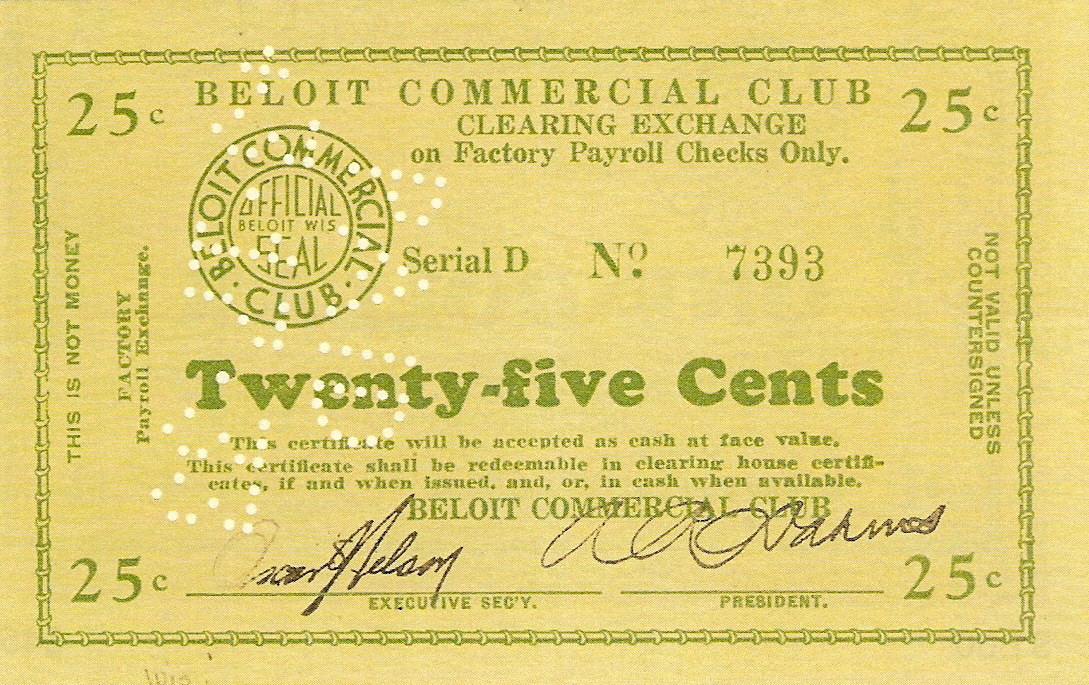 25c BELOIT COMMERCIAL CLUB 25c
CLEARING EXCHANGE
on Factory Payroll Checks Only.
BELOIT COMMERCIAL CLUB
OFFICIAL
BELOIT WIS
SEAL
Serial D No. 7393
THIS IS NOT MONEY
FACTORY
Payroll Exchange.
NOT VALID UNLESS
COUNTERSIGNED
Twenty-five Cents
This certificate will be accepted as cash at face value.
This certificate shall be redeemable in clearing house certifi-
cates, if and when issued, and, or, in cash when available.
BELOIT COMMERCIAL CLUB
Nelson
25c EXECUTIVE SEC'Y. PRESIDENT. 25c